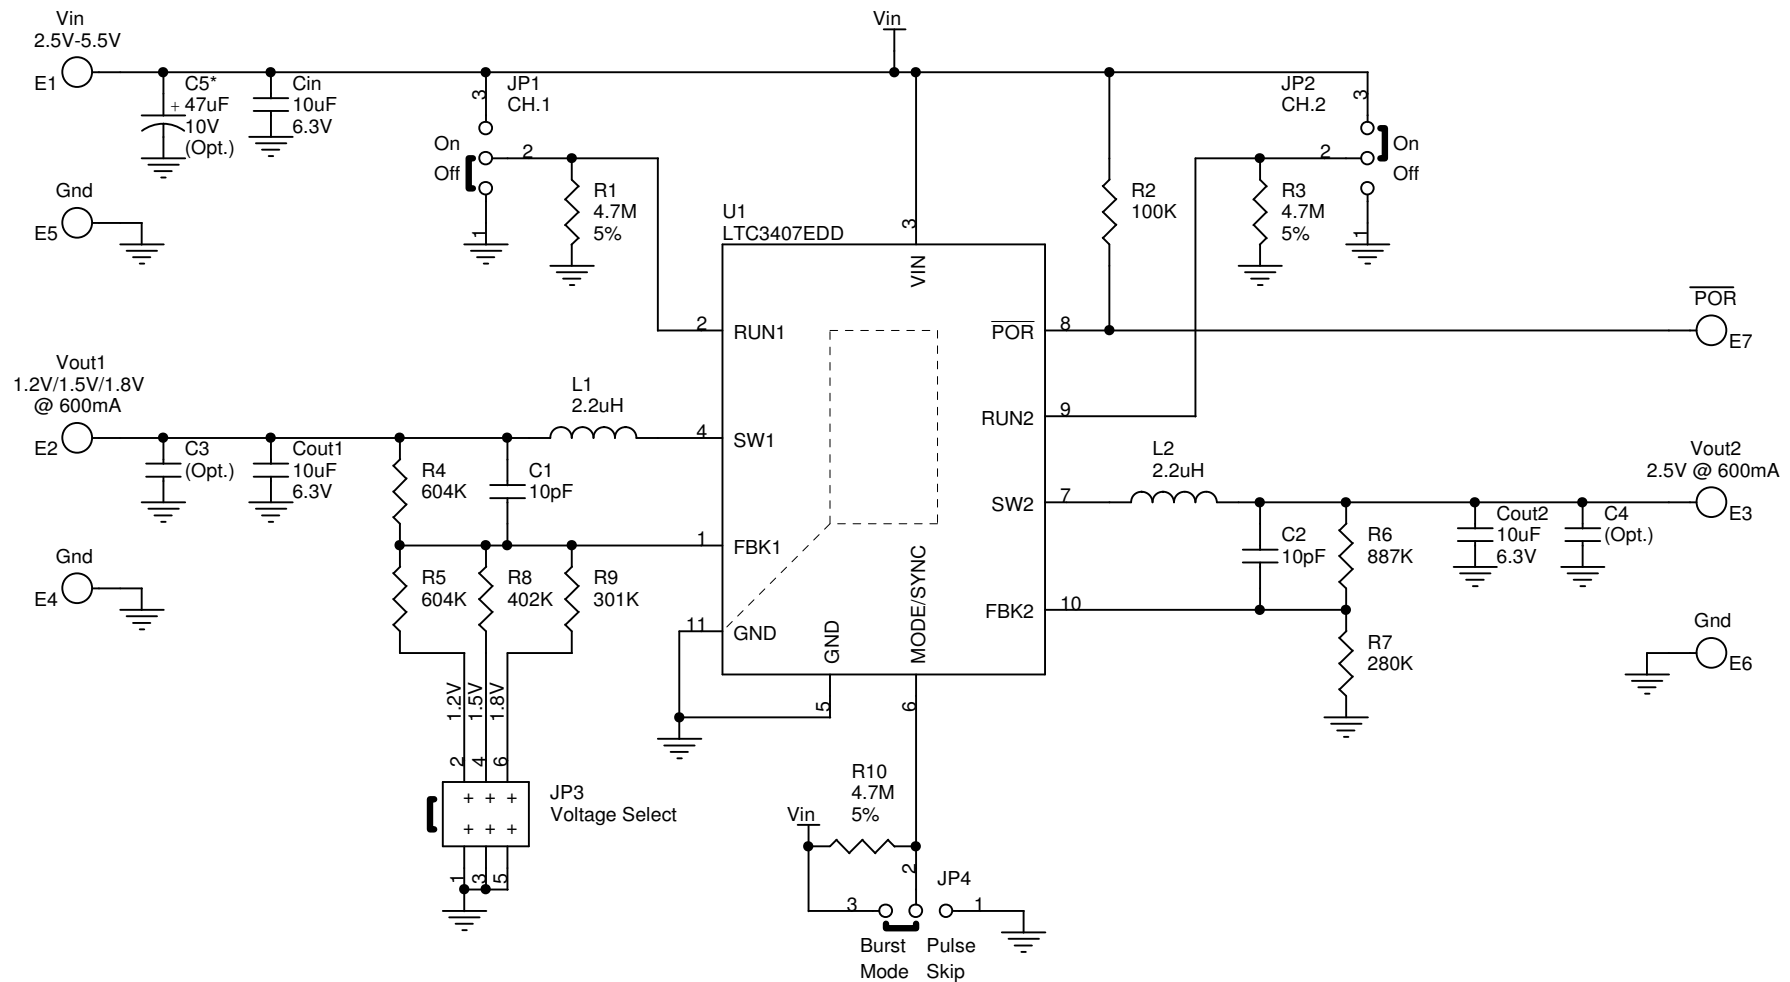 Vin
2.5V-5.5V
E1
C5*
+ 47uF
10V
(Opt.)
Cin
10uF
6.3V
3
JP1
CH.1
On
Off
2
1
R1
4.7M
5%
Vin
3
R2
100K
JP2
CH.2
3
On
Off
2
1
R3
4.7M
5%
Gnd
E5
U1
LTC3407EDD
VIN
2
RUN1
POR
8
POR
E7
RUN2
9
Vout1
1.2V/1.5V/1.8V
@ 600mA
E2
C3
(Opt.)
Cout1
10uF
6.3V
R4
604K
C1
10pF
L1
2.2uH
4
SW1
SW2
7
L2
2.2uH
Vout2
2.5V @ 600mA
E3
C2
10pF
R6
887K
Cout2
10uF
6.3V
C4
(Opt.)
1
FBK1
FBK2
10
R5
604K
R8
402K
R9
301K
Gnd
E4
11
GND
GND
MODE/SYNC
5
6
R7
280K
Gnd
E6
1.2V
1.5V
1.8V
2
4
6
+ + +
+ + +
JP3
Voltage Select
1
3
5
R10
4.7M
5%
Vin
2
JP4
3
1
Burst
Mode
Pulse
Skip